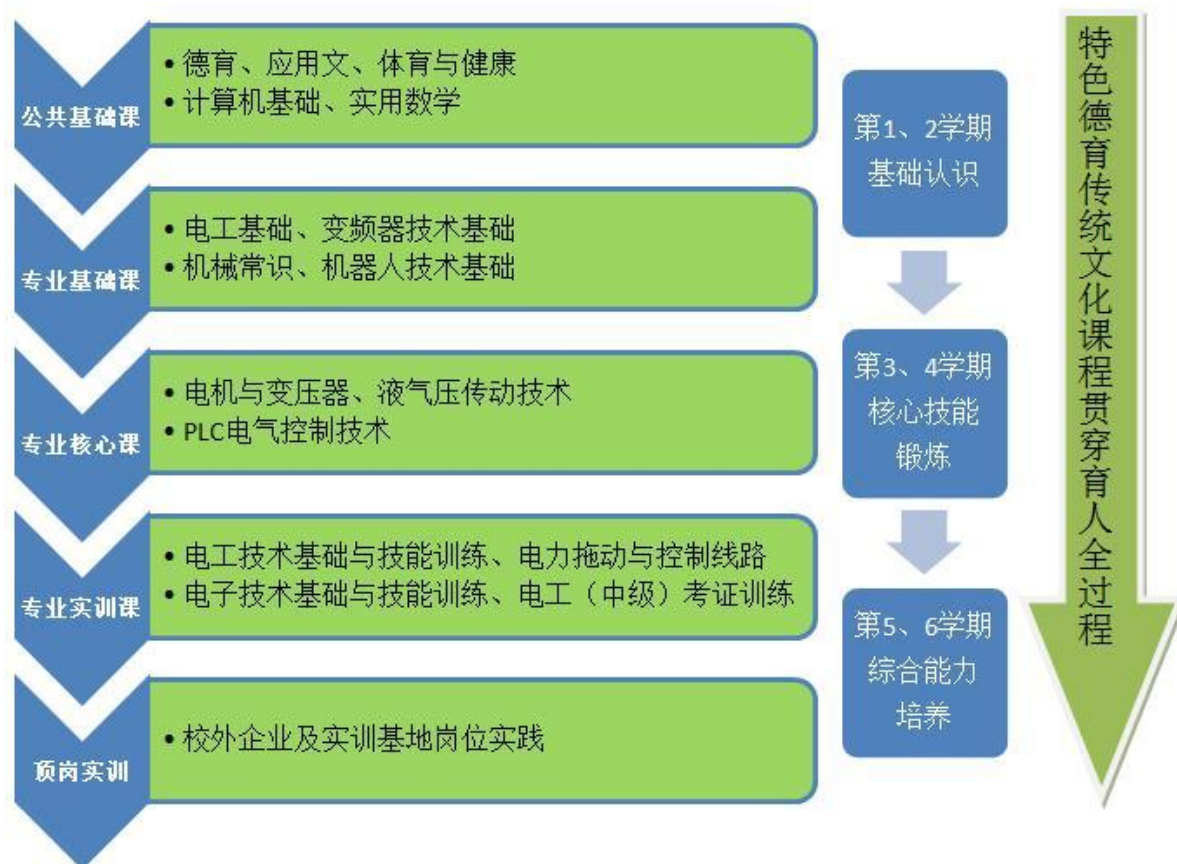 公共基础课
• 德育、应用文、体育与健康
• 计算机基础、实用数学
专业基础课
• 电工基础、变频器技术基础
• 机械常识、机器人技术基础
专业核心课
• 电机与变压器、液气压传动技术
• PLC电气控制技术
专业实训课
• 电工技术基础与技能训练、电力拖动与控制线路
• 电子技术基础与技能训练、电工（中级）考证训练
顶岗实训
• 校外企业及实训基地岗位实践
第1、2学期
基础认识
第3、4学期
核心技能
锻炼
第5、6学期
综合能力
培养
特色德育传统文化课程贯穿育人全过程